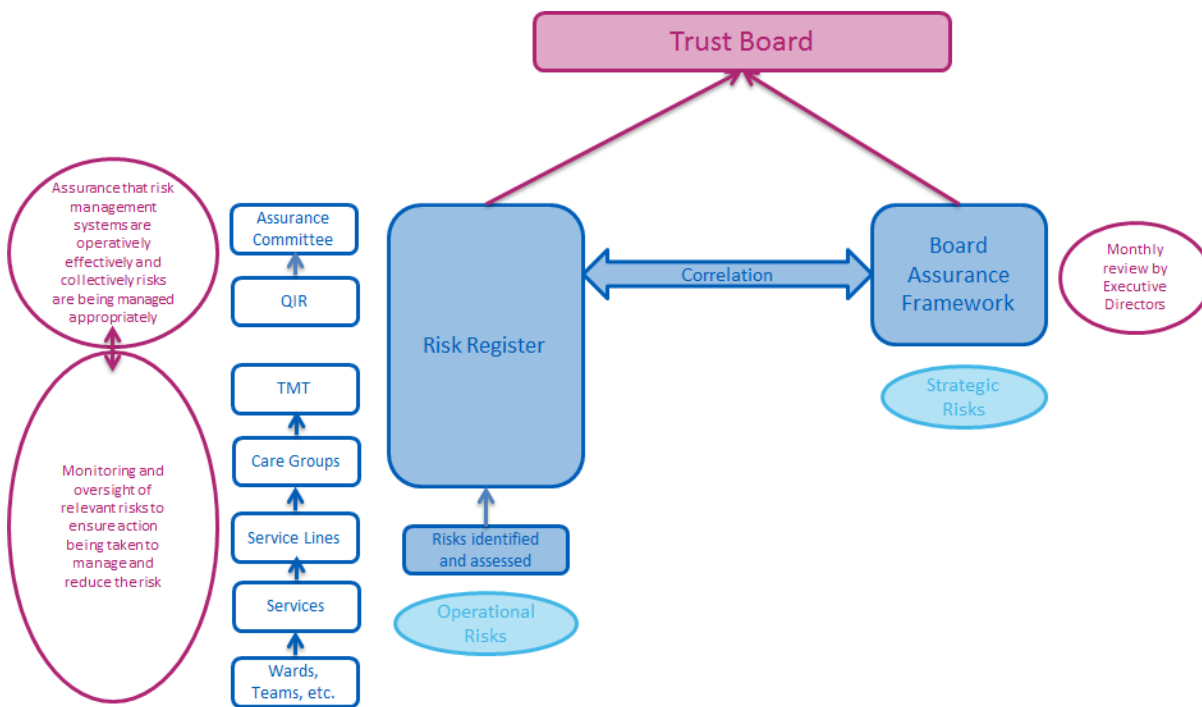 Trust Board
Assurance that risk
management
systems are
operatively
effectively and
collectively risks
are being managed
appropriately
Assurance
Committee
QIR
Risk Register
Correlation
Board
Assurance
Framework
Monthly
review by
Executive
Directors
Strategic
Risks
Monitoring and
oversight of
relevant risks to
ensure action
being taken to
manage and
reduce the risk
TMT
Care Groups
Service Lines
Services
Wards,
Teams, etc.
Risks identified
and assessed
Operational
Risks